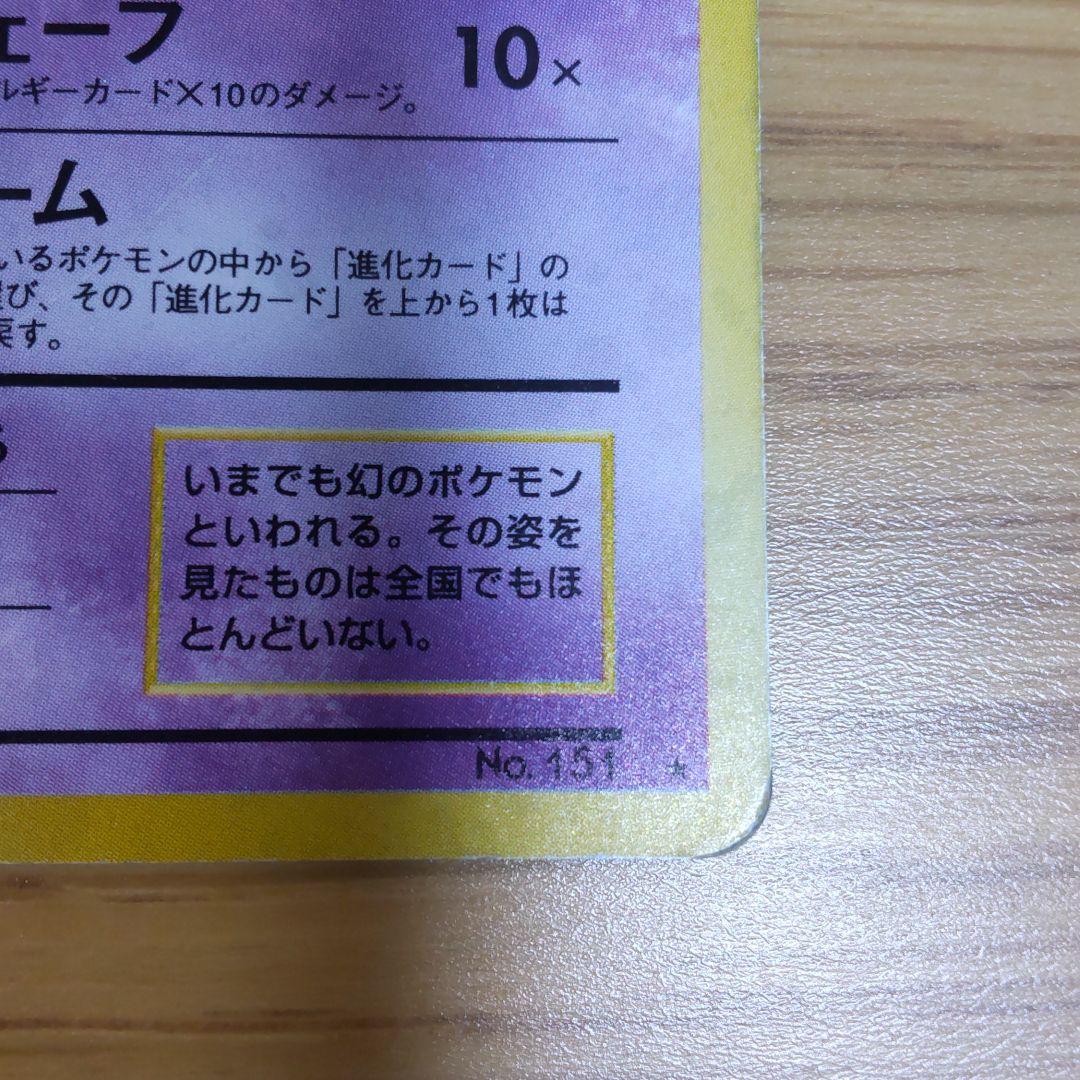 ェーブ
10×
ルギーカード×10のダメージ。
ーム
いるポケモンの中から「進化カード」の
び、その「進化カード」を上から1枚は
戻す。
いまでも幻のポケモン
といわれる。その姿を
見たものは全国でもほ
とんどいない。
No.151 ★